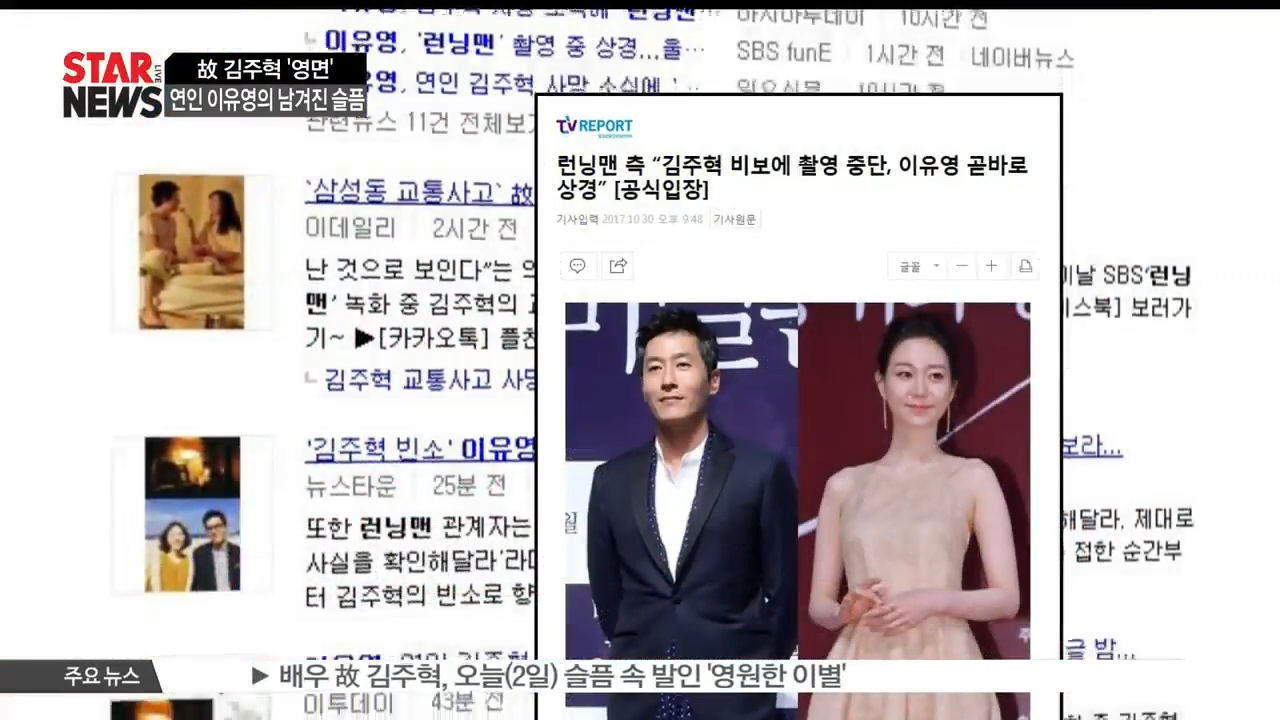 이유영, '런닝맨' 촬영 중 상경...울…
SBS funE 1시간 전 네이버뉴스
유영, 연인 김주혁 사망 소식에 '…
관련뉴스 11건 전체보기
STAR NEWS LIVE
故 김주혁 '영면'
연인 이유영의 남겨진 슬픔
`삼성동 교통사고` 故
이데일리 2시간 전
난 것으로 보인다"는 의
맨' 녹화 중 김주혁의
기~ ▶[카카오톡] 플친
김주혁 교통사고 사망
'김주혁 빈소' 이유영
뉴스타운 25분 전
또한 런닝맨 관계자는
사실을 확인해달라'라며
터 김주혁의 빈소로 향
이투데이 43분 전
TV REPORT
런닝맨 측 “김주혁 비보에 촬영 중단, 이유영 곧바로
상경” [공식입장]
기사입력 2017.10.30 오후 9:48 기사원문
글꼴
이날 SBS'런닝
이스북] 보러가
보라...
해달라. 제대로
접한 순간부
주요뉴스
▶ 배우 故 김주혁, 오늘(2일) 슬픔 속 발인 '영원한 이별'